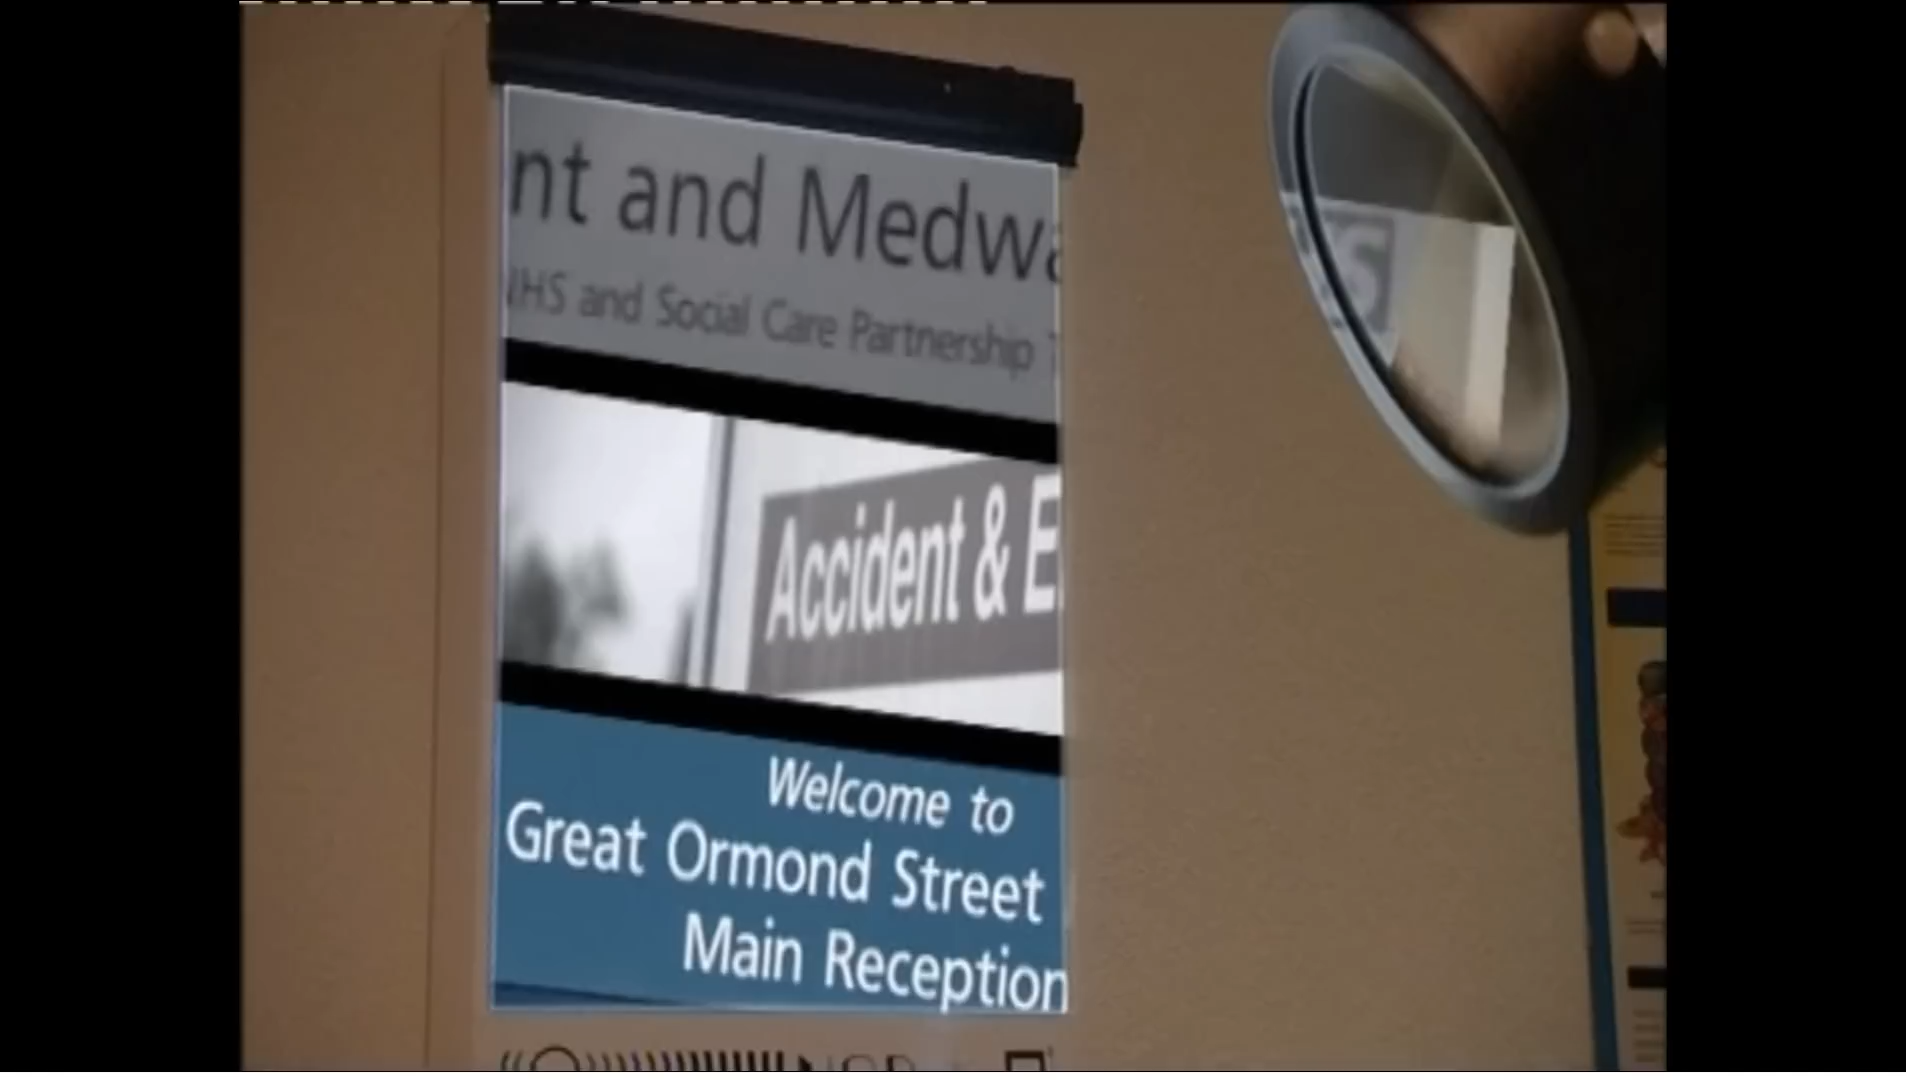 nt and Medwa
NHS and Social Care Partnership T
Accident & E
Welcome to
Great Ormond Street
Main Reception